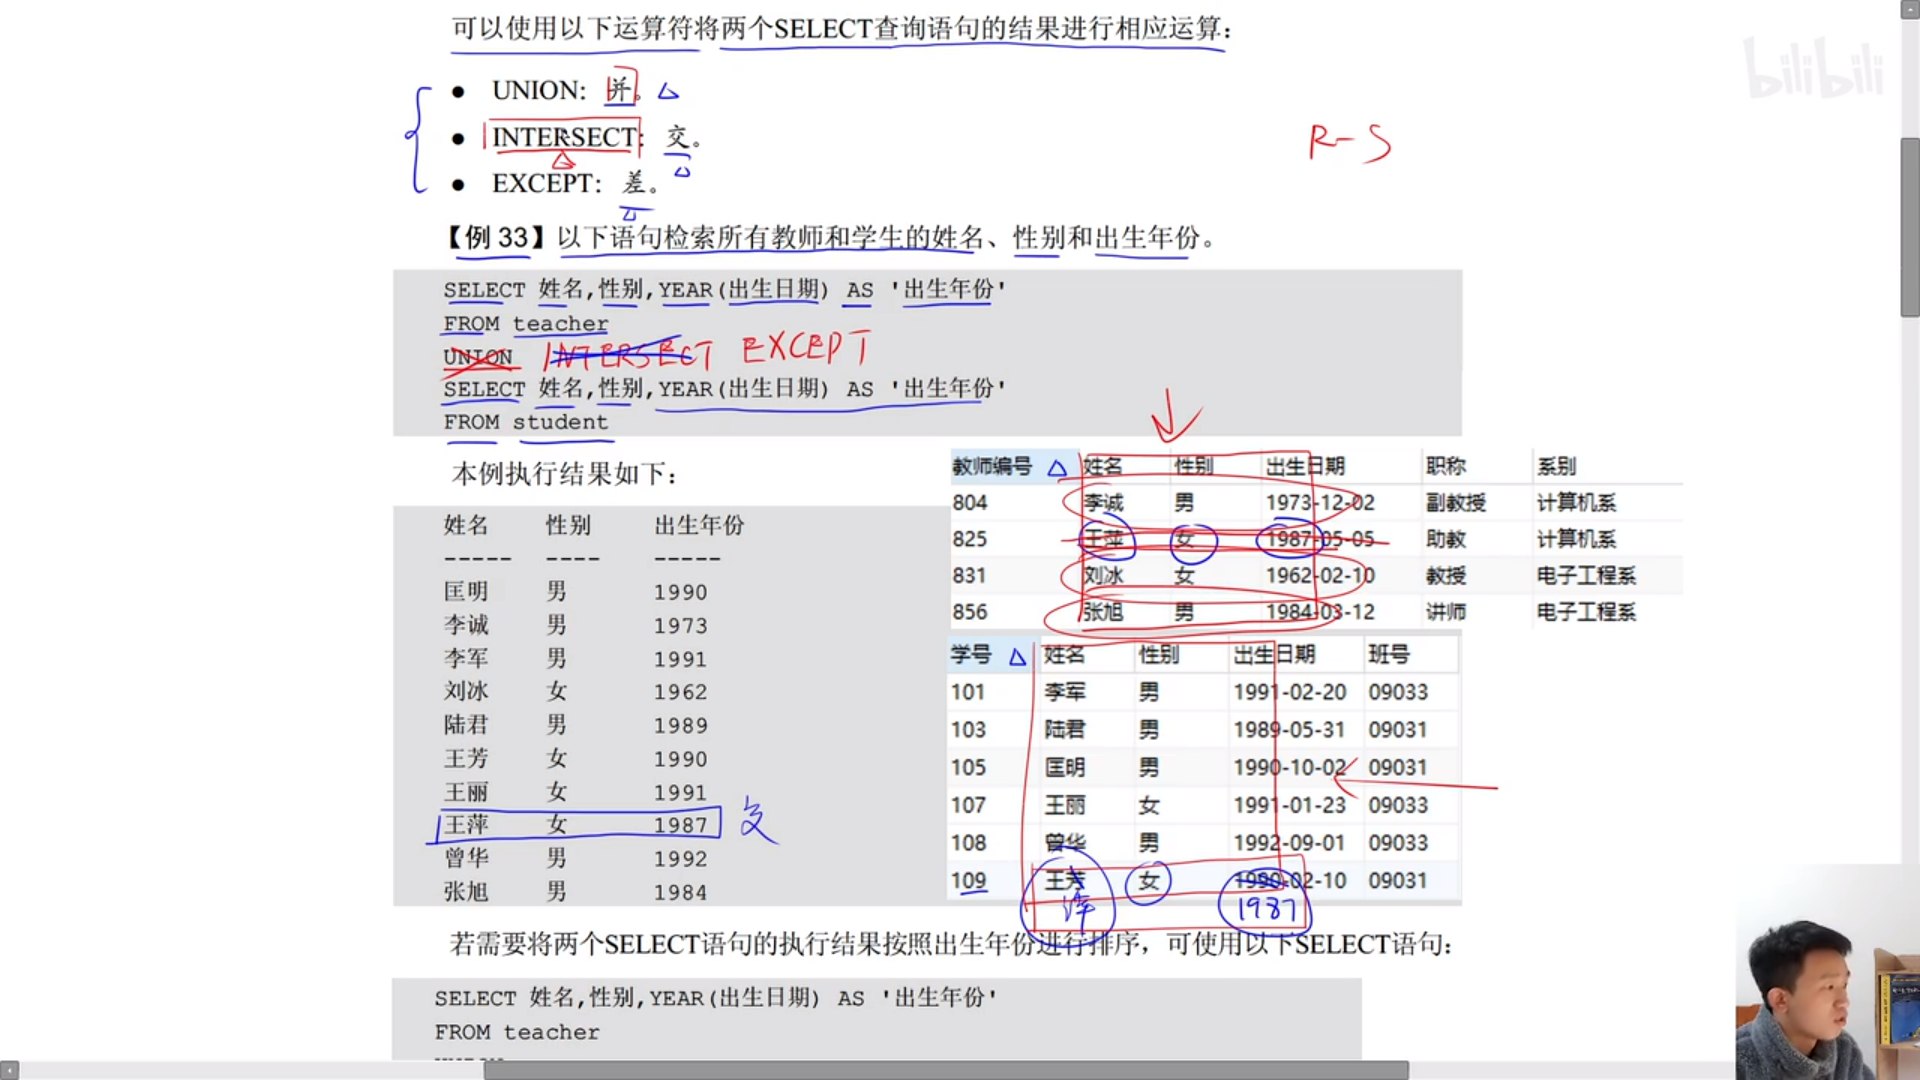 可以使用以下运算符将两个SELECT查询语句的结果进行相应运算：
bilibili
● UNION：并。
● INTERSECT：交。
R-S
● EXCEPT：差。
【例 33】以下语句检索所有教师和学生的姓名、性别和出生年份。
SELECT 姓名,性别,YEAR(出生日期) AS '出生年份'
FROM teacher
UNION INTERSECT EXCEPT
SELECT 姓名,性别,YEAR(出生日期) AS '出生年份'
FROM student
本例执行结果如下：
姓名 性别 出生年份
----- ---- -----
匡明 男 1990
李诚 男 1973
李军 男 1991
刘冰 女 1962
陆君 男 1989
王芳 女 1990
王丽 女 1991
王萍 女 1987 交
曾华 男 1992
张旭 男 1984
教师编号 姓名 性别 出生日期 职称 系别
804 李诚 男 1973-12-02 副教授 计算机系
825 王萍 女 1987-05-05 助教 计算机系
831 刘冰 女 1962-02-10 教授 电子工程系
856 张旭 男 1984-03-12 讲师 电子工程系
学号 姓名 性别 出生日期 班号
101 李军 男 1991-02-20 09033
103 陆君 男 1989-05-31 09031
105 匡明 男 1990-10-02 09031
107 王丽 女 1991-01-23 09033
108 曾华 男 1992-09-01 09033
109 王芳 女 1990-02-10 09031
萍 1987
若需要将两个SELECT语句的执行结果按照出生年份进行排序，可使用以下SELECT语句：
SELECT 姓名,性别,YEAR(出生日期) AS '出生年份'
FROM teacher